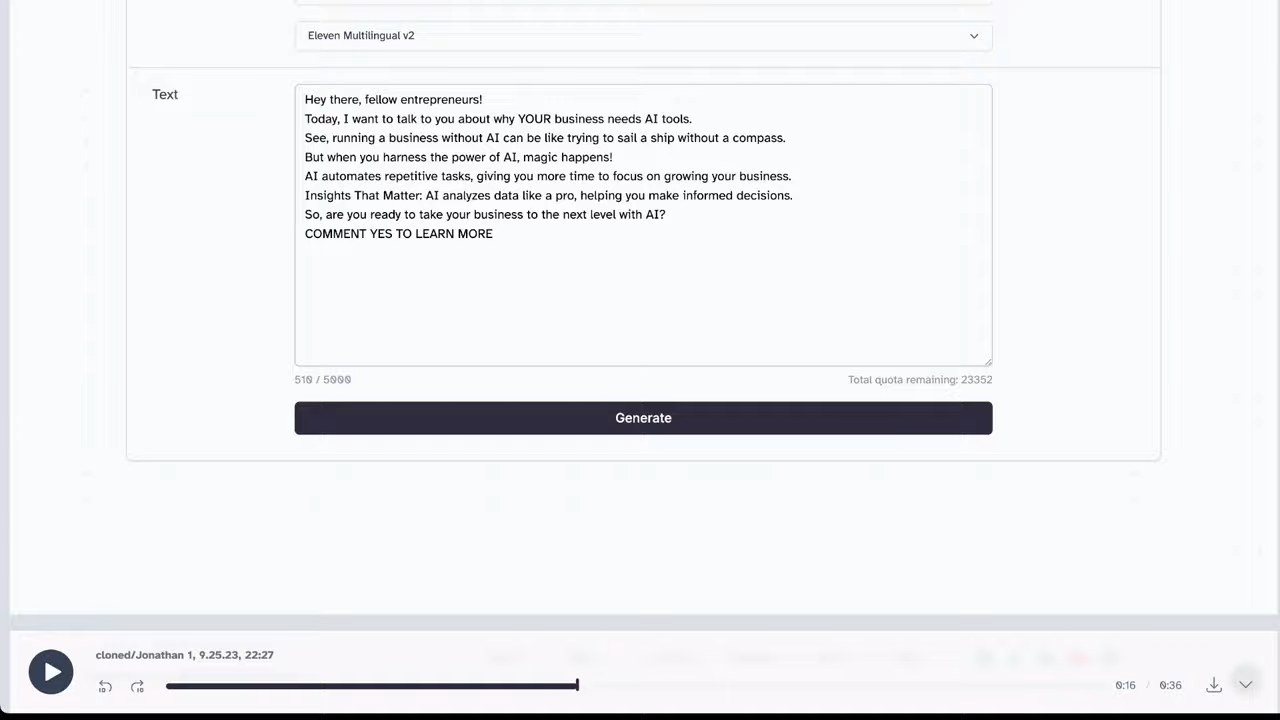 Eleven Multilingual v2
Text
Hey there, fellow entrepreneurs!
Today, I want to talk to you about why YOUR business needs AI tools.
See, running a business without AI can be like trying to sail a ship without a compass.
But when you harness the power of AI, magic happens!
AI automates repetitive tasks, giving you more time to focus on growing your business.
Insights That Matter: AI analyzes data like a pro, helping you make informed decisions.
So, are you ready to take your business to the next level with AI?
COMMENT YES TO LEARN MORE
510 / 5000
Total quota remaining: 23352
Generate
cloned/Jonathan 1, 9.25.23, 22:27
10
10
0:16 / 0:36